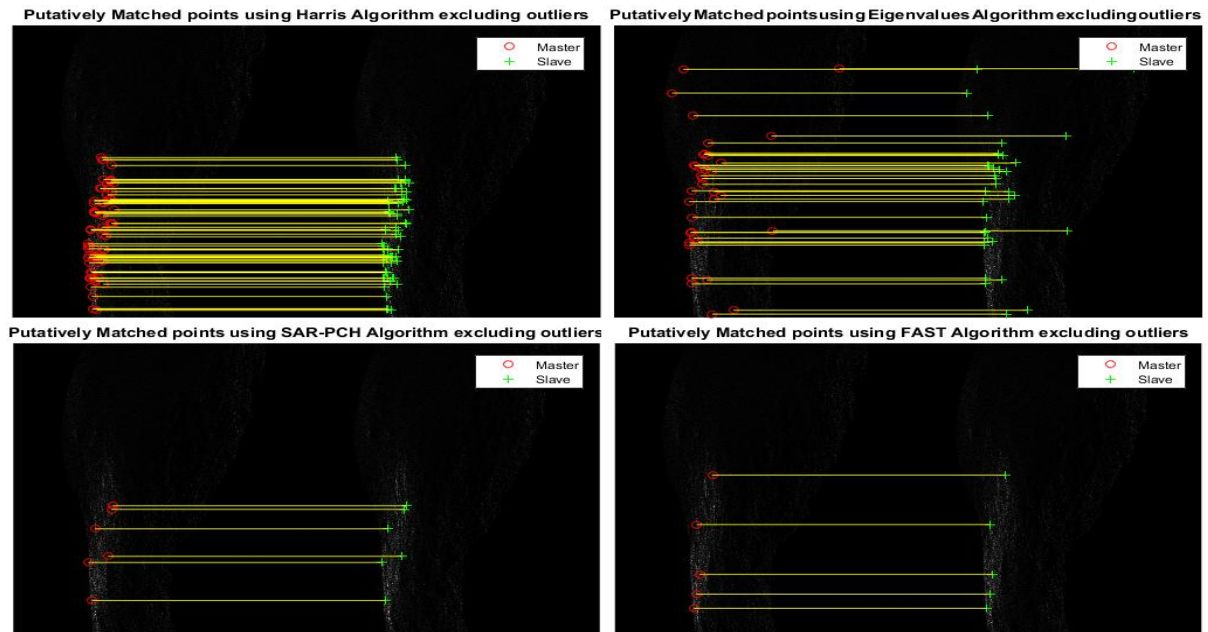 Putatively Matched points using Harris Algorithm excluding outliers
Master
Slave
Putatively Matched points using Eigenvalues Algorithm excluding outliers
Master
Slave
Putatively Matched points using SAR-PCH Algorithm excluding outliers
Master
Slave
Putatively Matched points using FAST Algorithm excluding outliers
Master
Slave